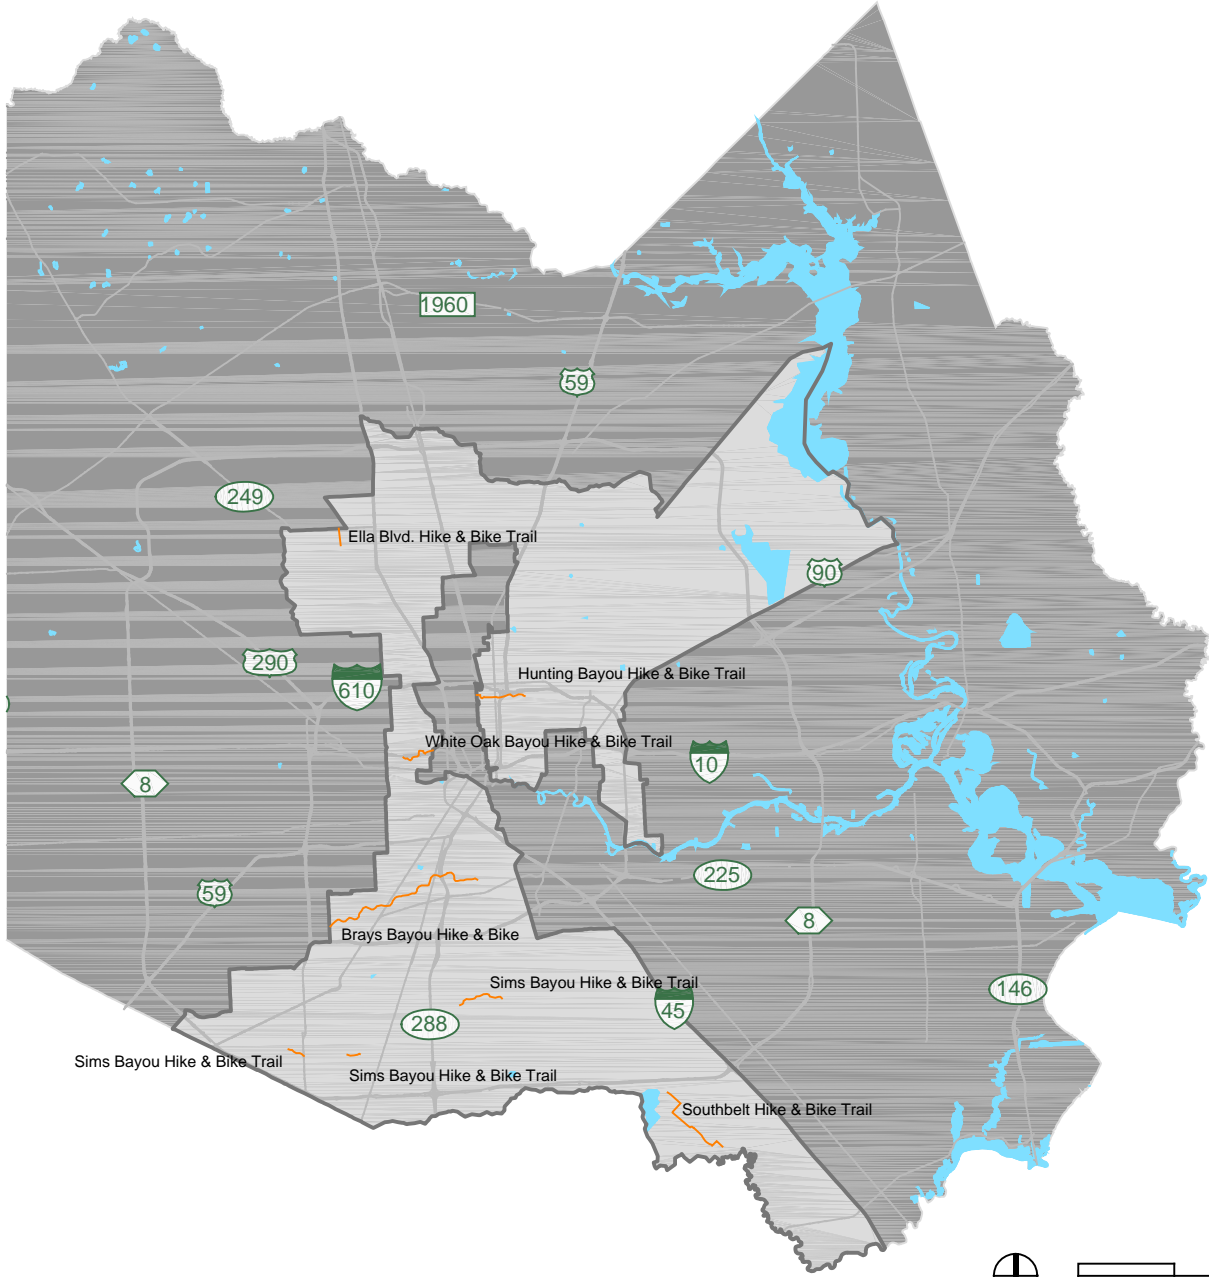 1960
59
249
Ella Blvd. Hike & Bike Trail
90
290
610
Hunting Bayou Hike & Bike Trail
White Oak Bayou Hike & Bike Trail
10
8
225
59
8
Brays Bayou Hike & Bike
Sims Bayou Hike & Bike Trail
146
45
288
Sims Bayou Hike & Bike Trail
Sims Bayou Hike & Bike Trail
Southbelt Hike & Bike Trail